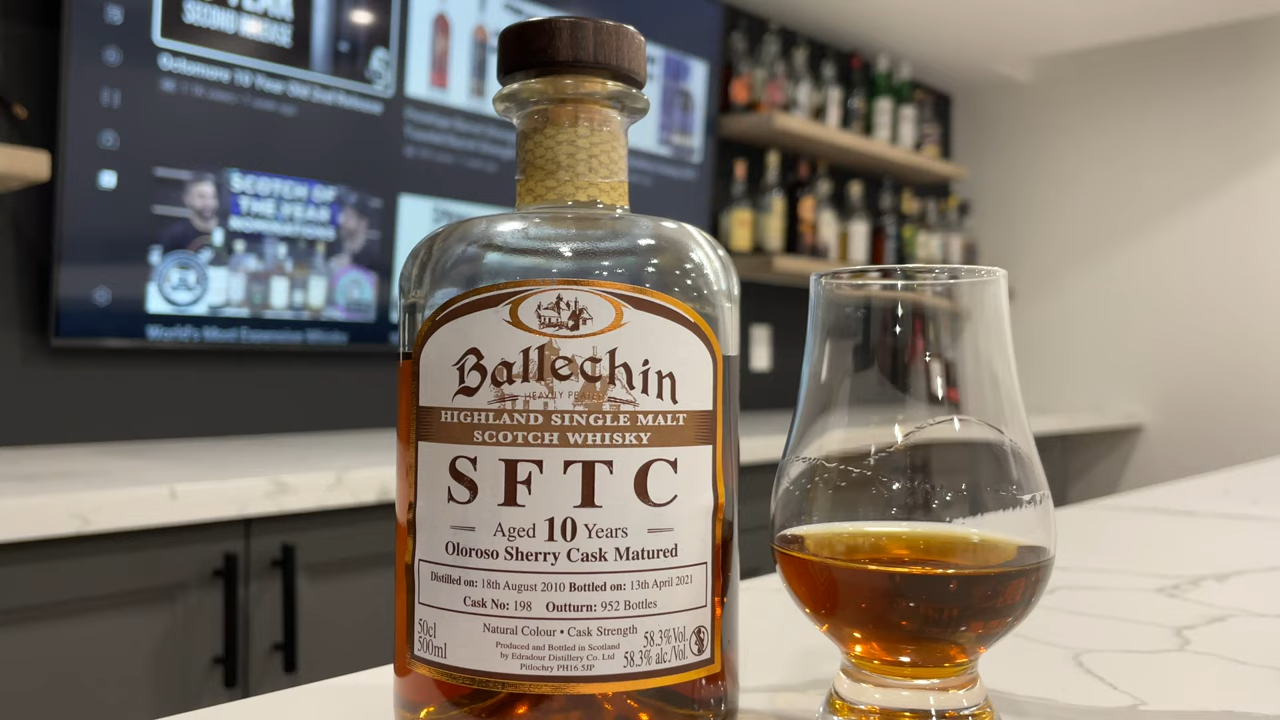 SECOND RELEASE
Octomore 10 Year Old 2nd Release
SCOTCH OF
THE YEAR
World's Most Expensive Whisky
Ballechin
HEAVILY PEATED
HIGHLAND SINGLE MALT
SCOTCH WHISKY
SFTC
Aged 10 Years
Oloroso Sherry Cask Matured
Distilled on: 18th August 2010 Bottled on: 13th April 2021
Cask No: 198 Outturn: 952 Bottles
Natural Colour • Cask Strength
50cl
500ml
58.3%Vol.
58.3% alc./Vol.
Produced and Bottled in Scotland
by Edradour Distillery Co. Ltd
Pitlochry PH16 5JP